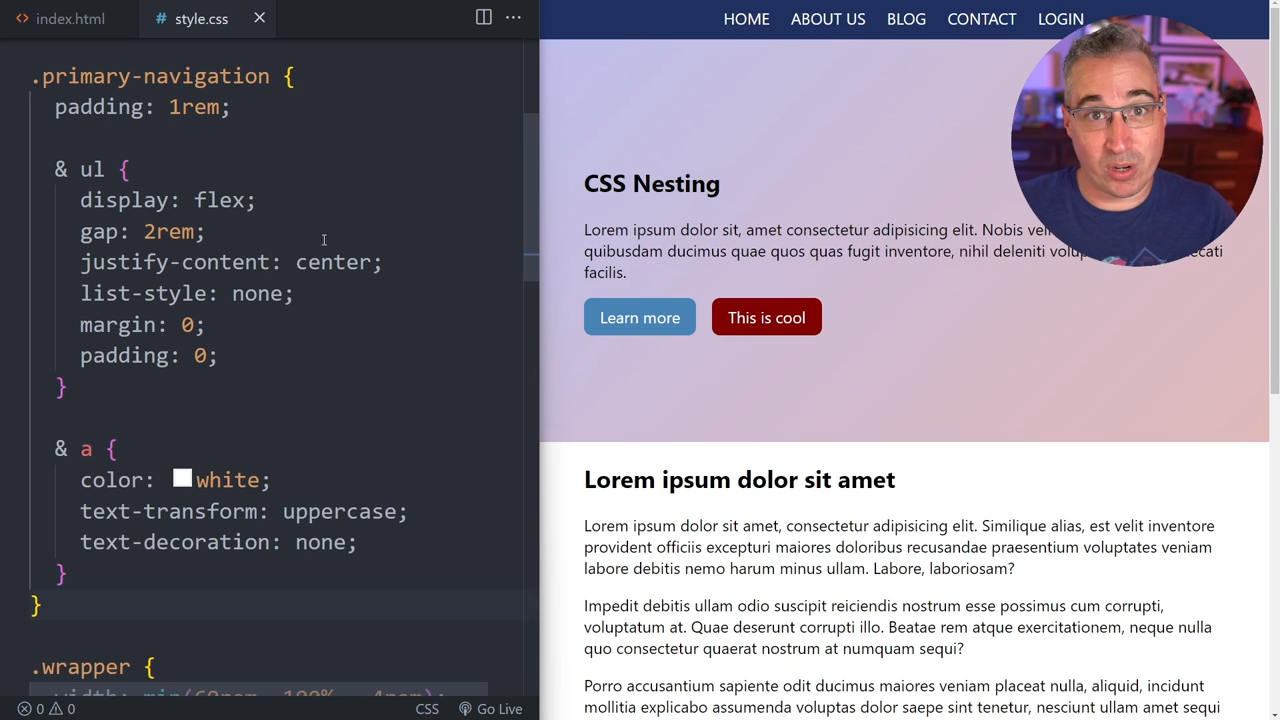 index.html
style.css
.primary-navigation {
padding: 1rem;
& ul {
display: flex;
gap: 2rem;
justify-content: center;
list-style: none;
margin: 0;
padding: 0;
}
& a {
color: white;
text-transform: uppercase;
text-decoration: none;
}
}
.wrapper {
width: min(60rem, 100% - 4rem);
0 0
CSS
Go Live
HOME ABOUT US BLOG CONTACT LOGIN
CSS Nesting
Lorem ipsum dolor sit, amet consectetur adipisicing elit. Nobis
quibusdam ducimus quae quos quas fugit inventore, nihil deleniti
facilis.
Learn more
This is cool
Lorem ipsum dolor sit amet
Lorem ipsum dolor sit amet, consectetur adipisicing elit. Similique alias, est velit inventore
provident officiis excepturi maiores doloribus recusandae praesentium voluptates veniam
labore debitis nemo harum minus ullam. Labore, laboriosam?
Impedit debitis ullam odio suscipit reiciendis nostrum esse possimus cum corrupti,
voluptatum at. Quae deserunt corrupti illo. Beatae rem atque exercitationem, neque nulla
quo consectetur quaerat nostrum at numquam sequi?
Porro accusantium sapiente odit ducimus maiores veniam placeat nulla, aliquid, incidunt
mollitia explicabo assumenda voluptas dolor saepe sint tenetur, nesciunt ullam amet sequi